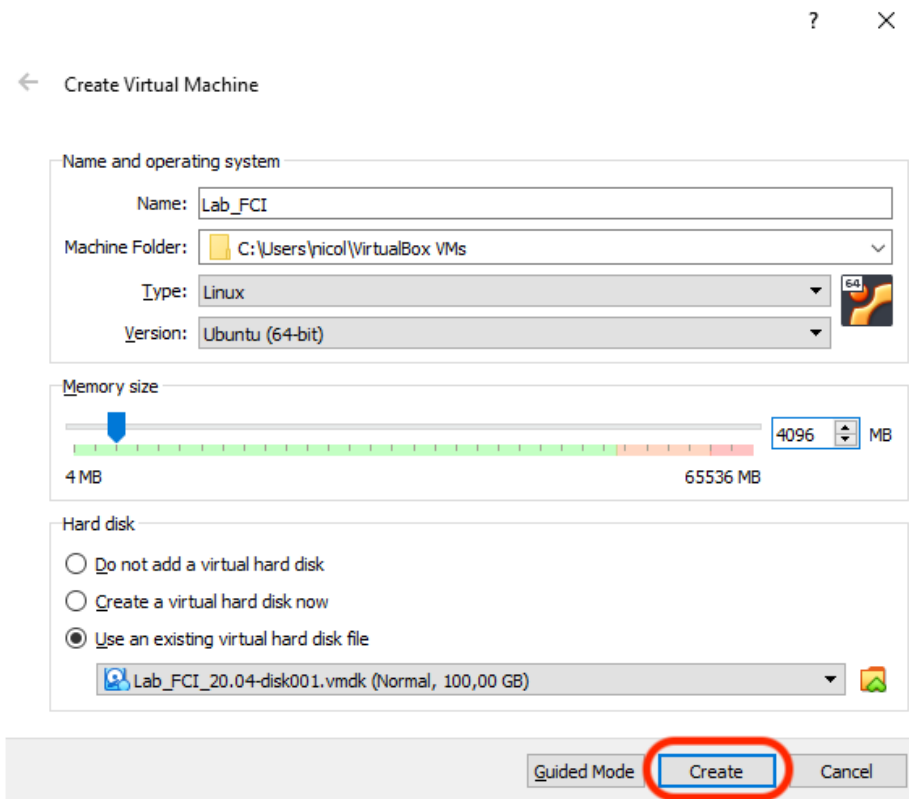 ?
Create Virtual Machine
Name and operating system
Name: Lab_FCI
Machine Folder: C:\Users\nicol\VirtualBox VMs
Type: Linux
64
Version: Ubuntu (64-bit)
Memory size
4096 MB
4 MB 65536 MB
Hard disk
Do not add a virtual hard disk
Create a virtual hard disk now
Use an existing virtual hard disk file
Lab_FCI_20.04-disk001.vmdk (Normal, 100,00 GB)
Guided Mode Create Cancel